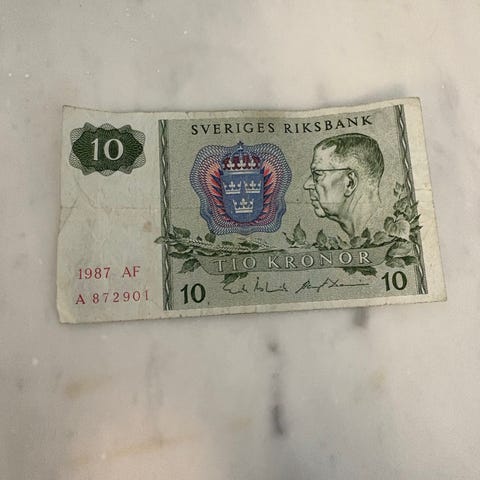 SVERIGES RIKSBANK
10
TIO KRONOR
1987 AF
A 872901
10
10